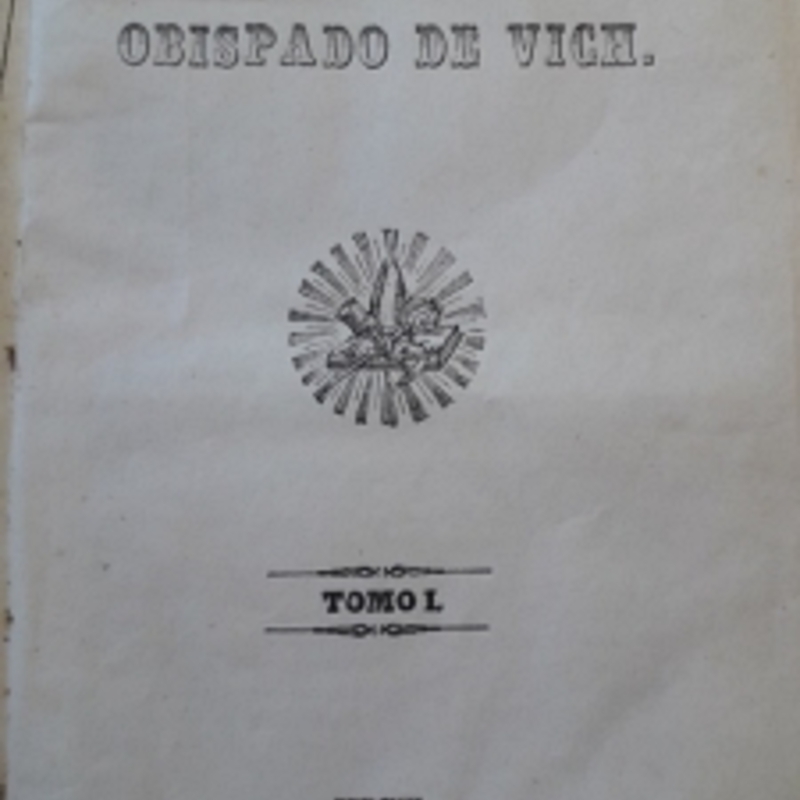 OBISPADO DE VICH.
TOMO I.